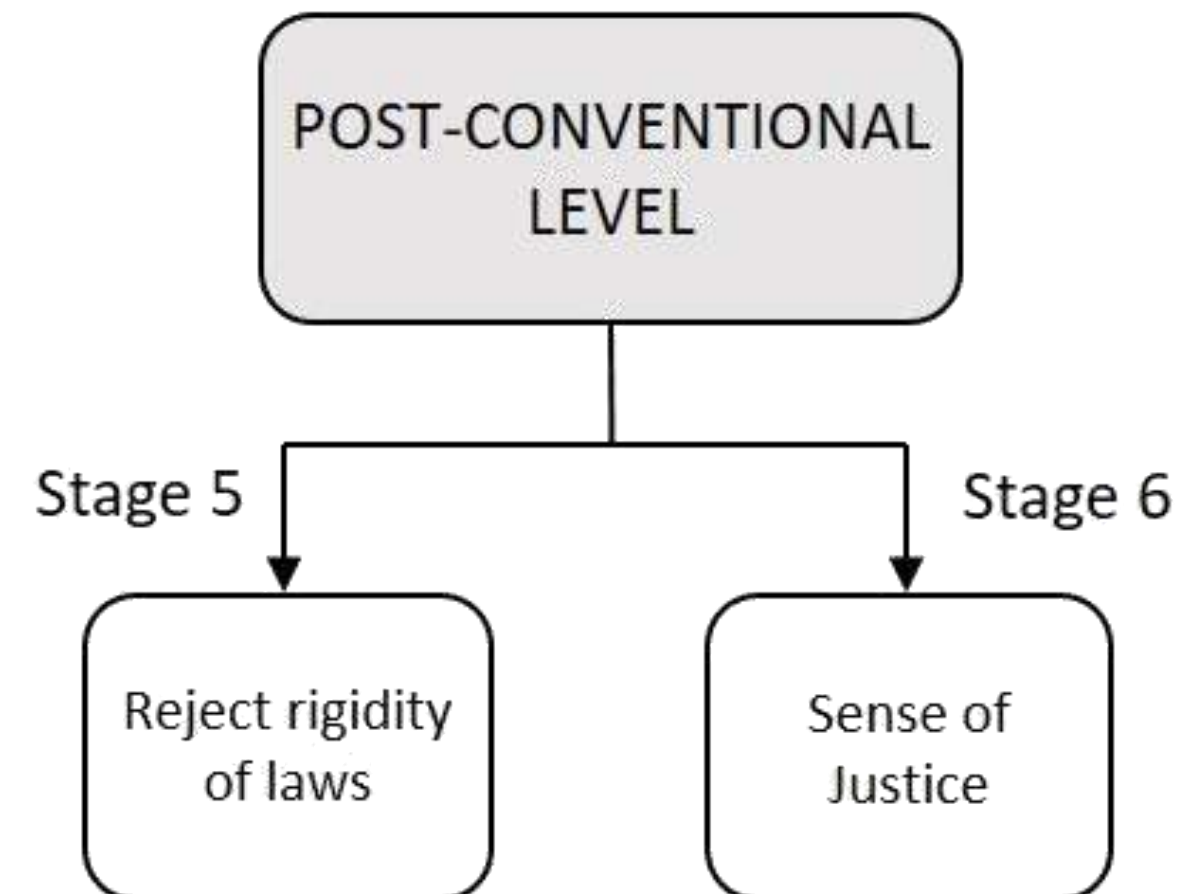 POST-CONVENTIONAL
LEVEL
Stage 5
Stage 6
Reject rigidity
of laws
Sense of
Justice